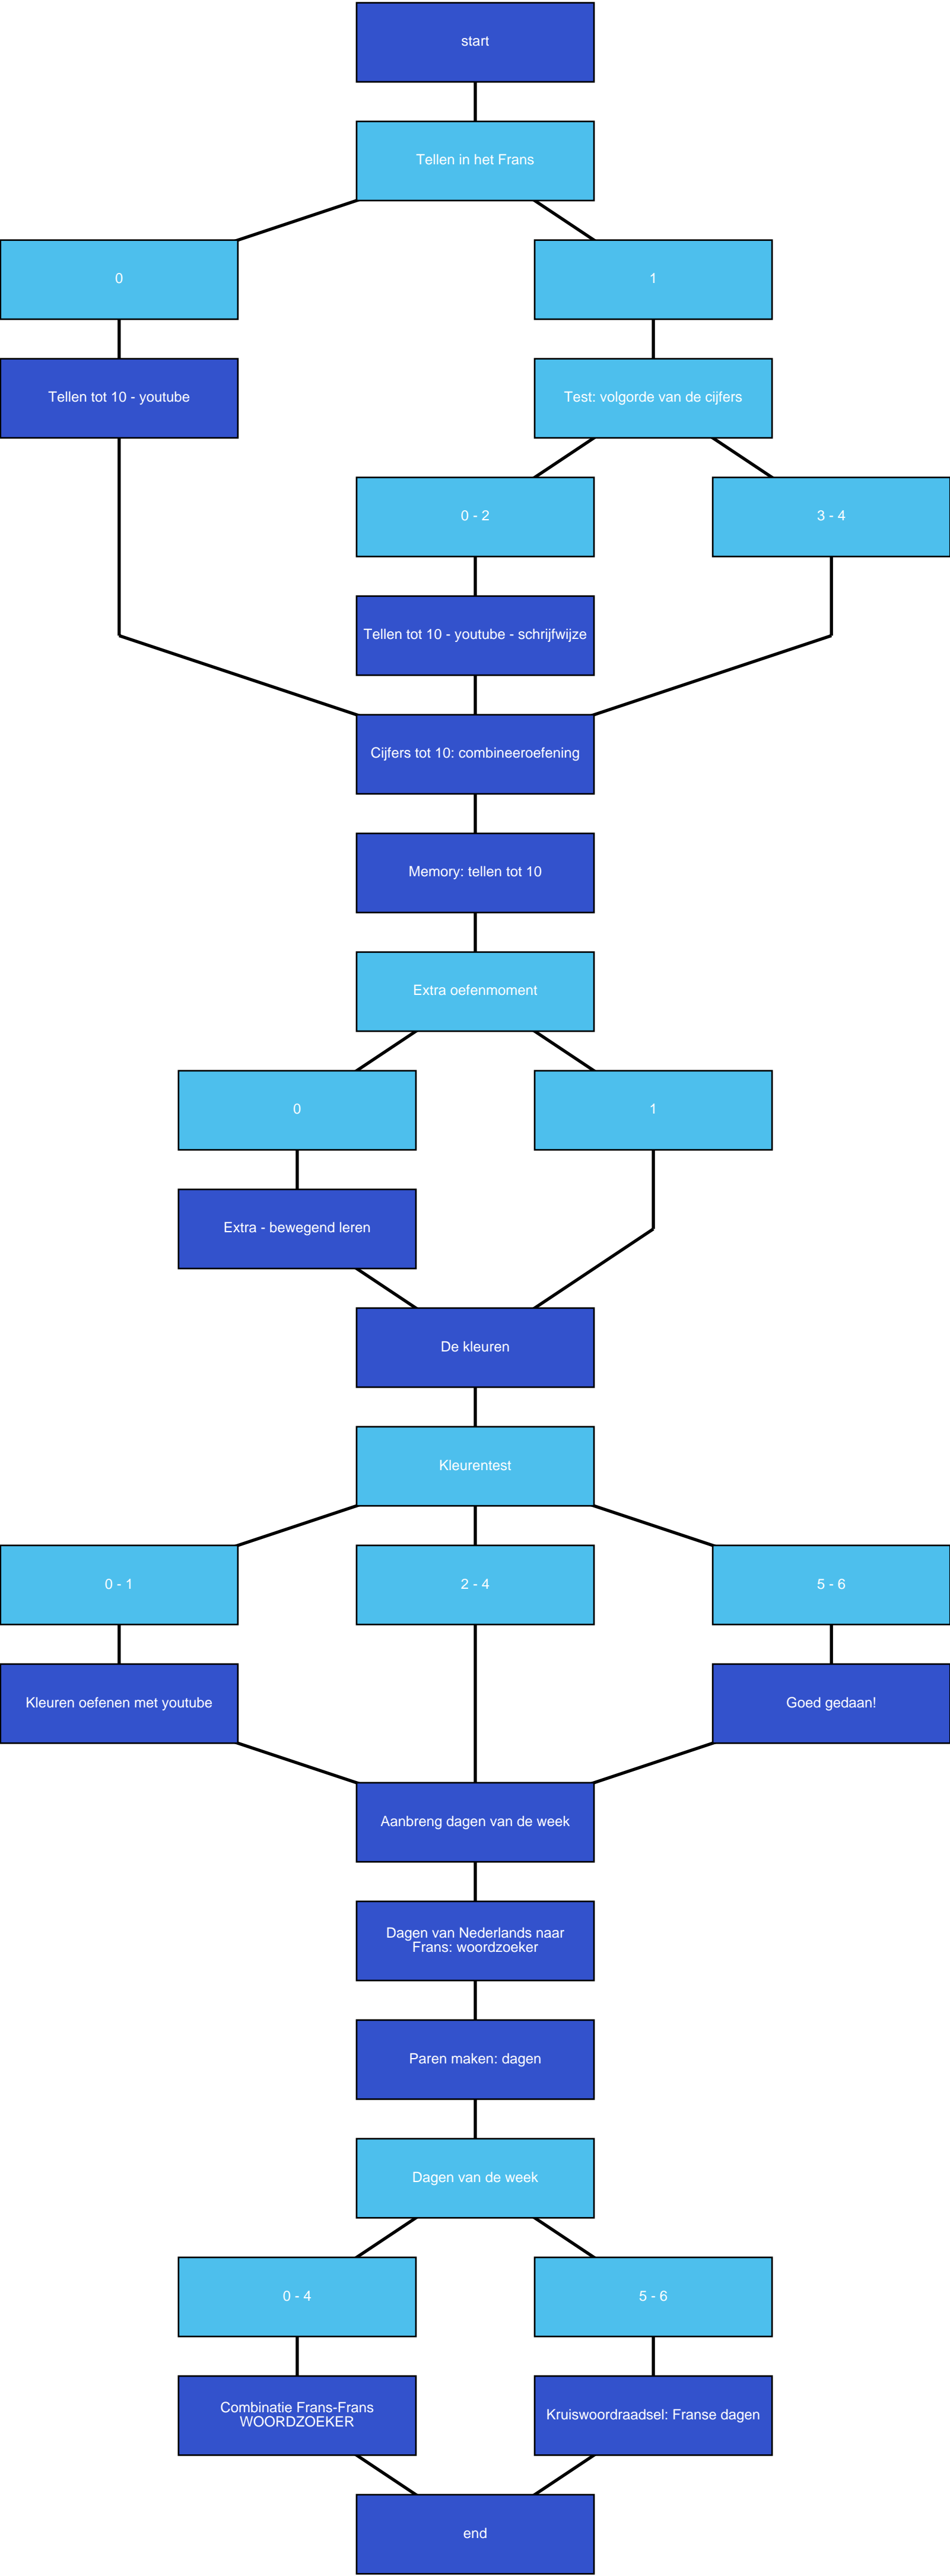 start
Tellen in het Frans
0
1
Tellen tot 10 - youtube
Test: volgorde van de cijfers
0 - 2
3 - 4
Tellen tot 10 - youtube - schrijfwijze
Cijfers tot 10: combineeroefening
Memory: tellen tot 10
Extra oefenmoment
0
1
Extra - bewegend leren
De kleuren
Kleurentest
0 - 1
2 - 4
5 - 6
Kleuren oefenen met youtube
Goed gedaan!
Aanbreng dagen van de week
Dagen van Nederlands naar
Frans: woordzoeker
Paren maken: dagen
Dagen van de week
0 - 4
5 - 6
Combinatie Frans-Frans
WOORDZOEKER
Kruiswoordraadsel: Franse dagen
end